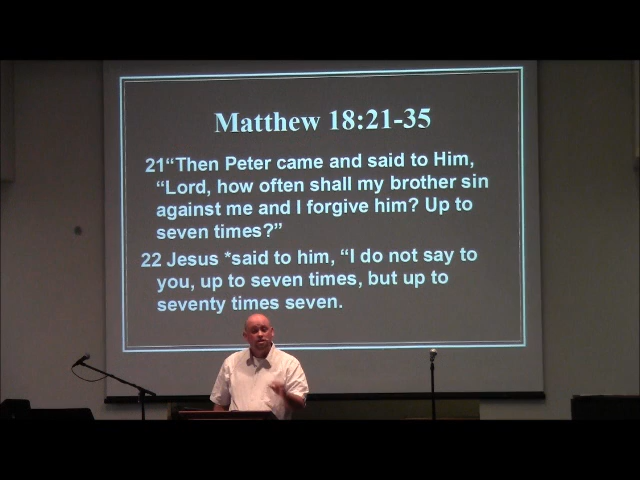 Matthew 18:21-35
21“Then Peter came and said to Him,
“Lord, how often shall my brother sin
against me and I forgive him? Up to
seven times?”
22 Jesus *said to him, “I do not say to
you, up to seven times, but up to
seventy times seven.